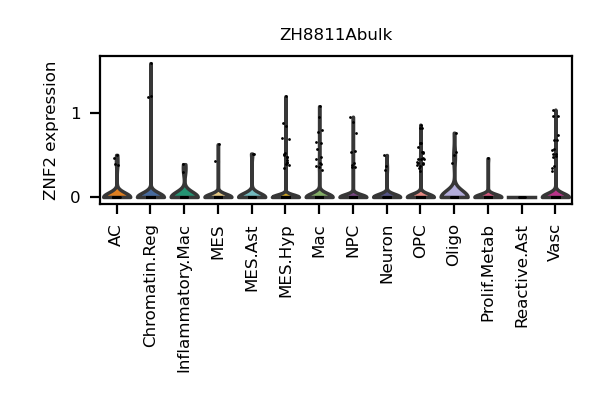 ZH8811Abulk
ZNF2 expression
1
0
AC
Chromatin.Reg
Inflammatory.Mac
MES
MES.Ast
MES.Hyp
Mac
NPC
Neuron
OPC
Oligo
Prolif.Metab
Reactive.Ast
Vasc